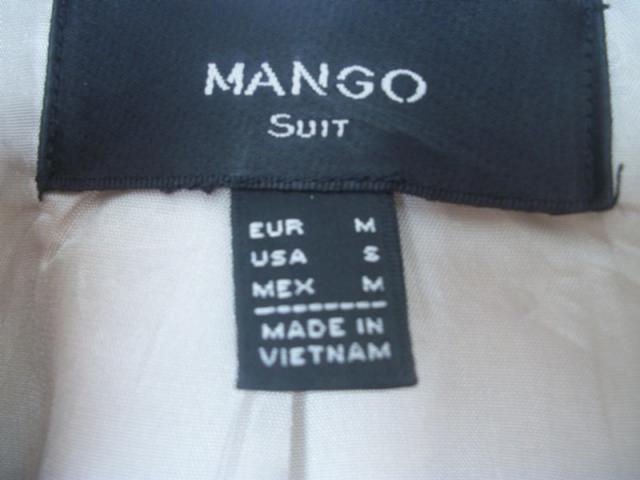 MANGO
SUIT
EUR M
USA S
MEX M
MADE IN
VIETNAM